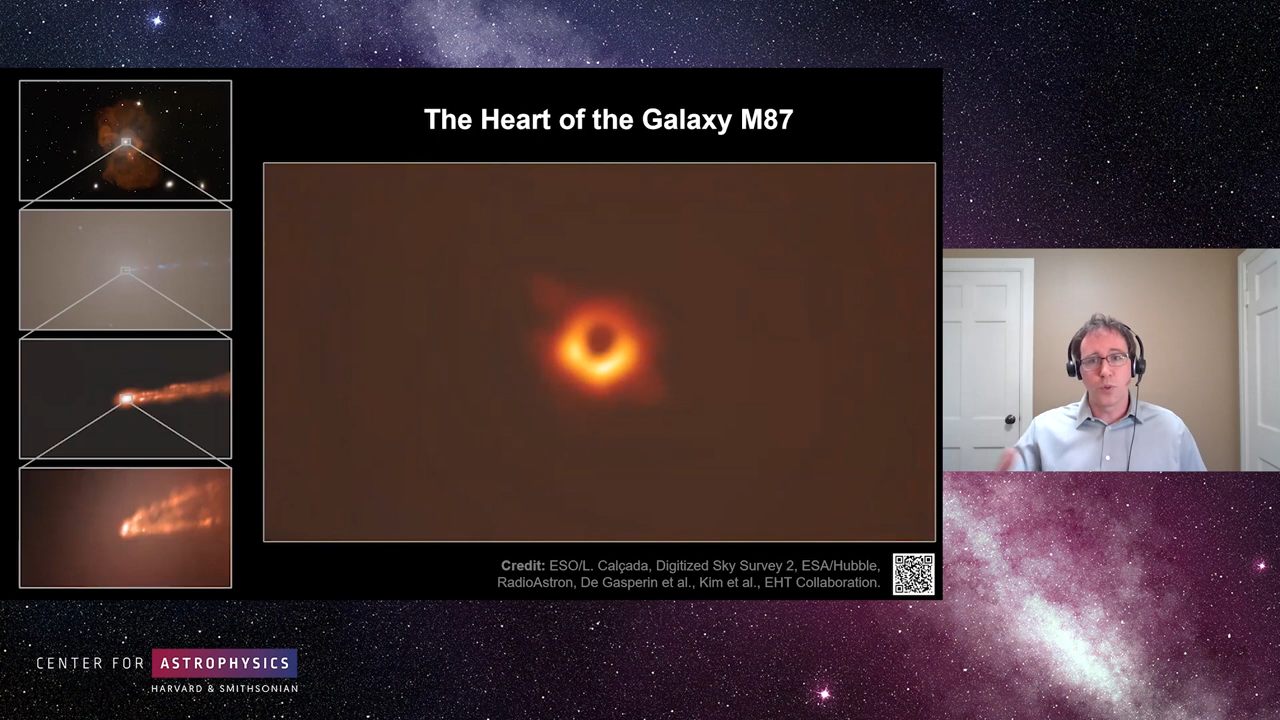 The Heart of the Galaxy M87
Credit: ESO/L. Calçada, Digitized Sky Survey 2, ESA/Hubble,
RadioAstron, De Gasperin et al., Kim et al., EHT Collaboration.
CENTER FOR ASTROPHYSICS
HARVARD & SMITHSONIAN